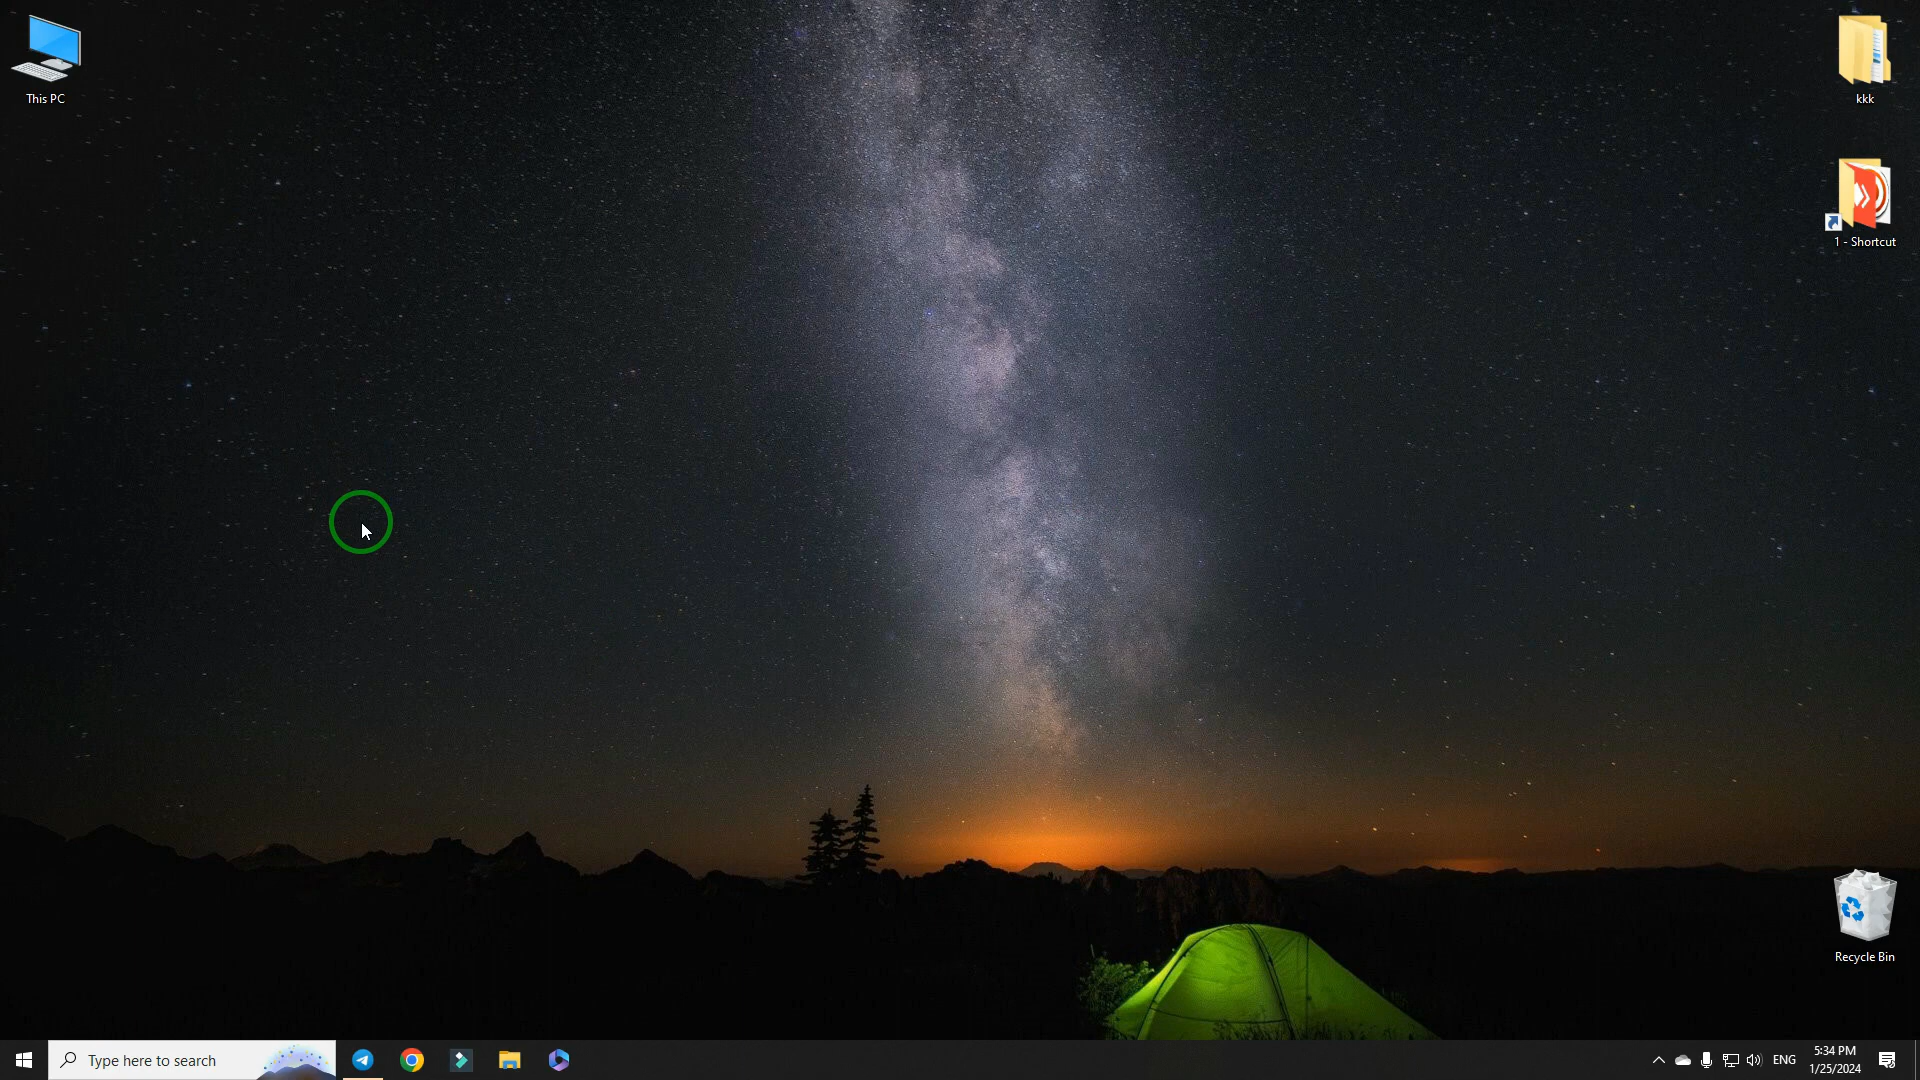 This PC
kkk
1 - Shortcut
Recycle Bin
Type here to search
ENG
5:34 PM
1/25/2024